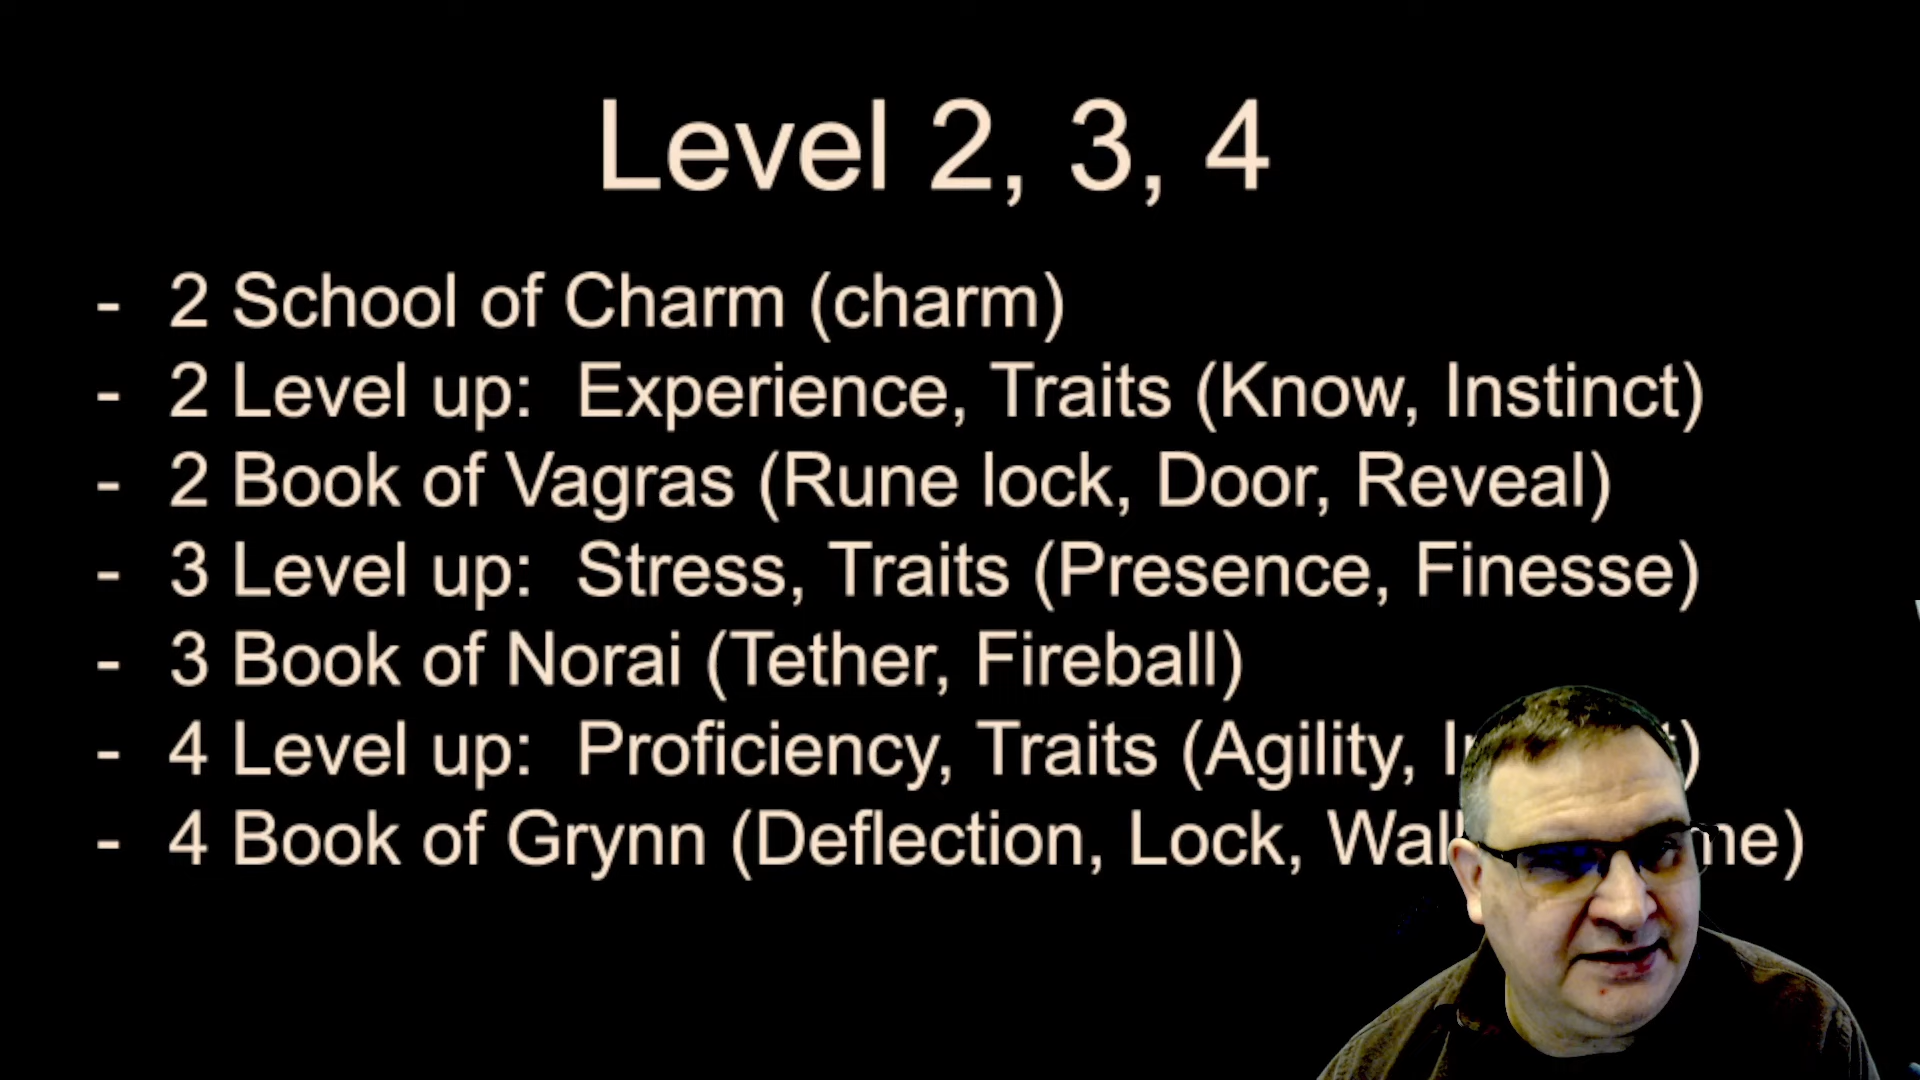 Level 2, 3, 4
- 2 School of Charm (charm)
- 2 Level up: Experience, Traits (Know, Instinct)
- 2 Book of Vagras (Rune lock, Door, Reveal)
- 3 Level up: Stress, Traits (Presence, Finesse)
- 3 Book of Norai (Tether, Fireball)
- 4 Level up: Proficiency, Traits (Agility,
- 4 Book of Grynn (Deflection, Lock,